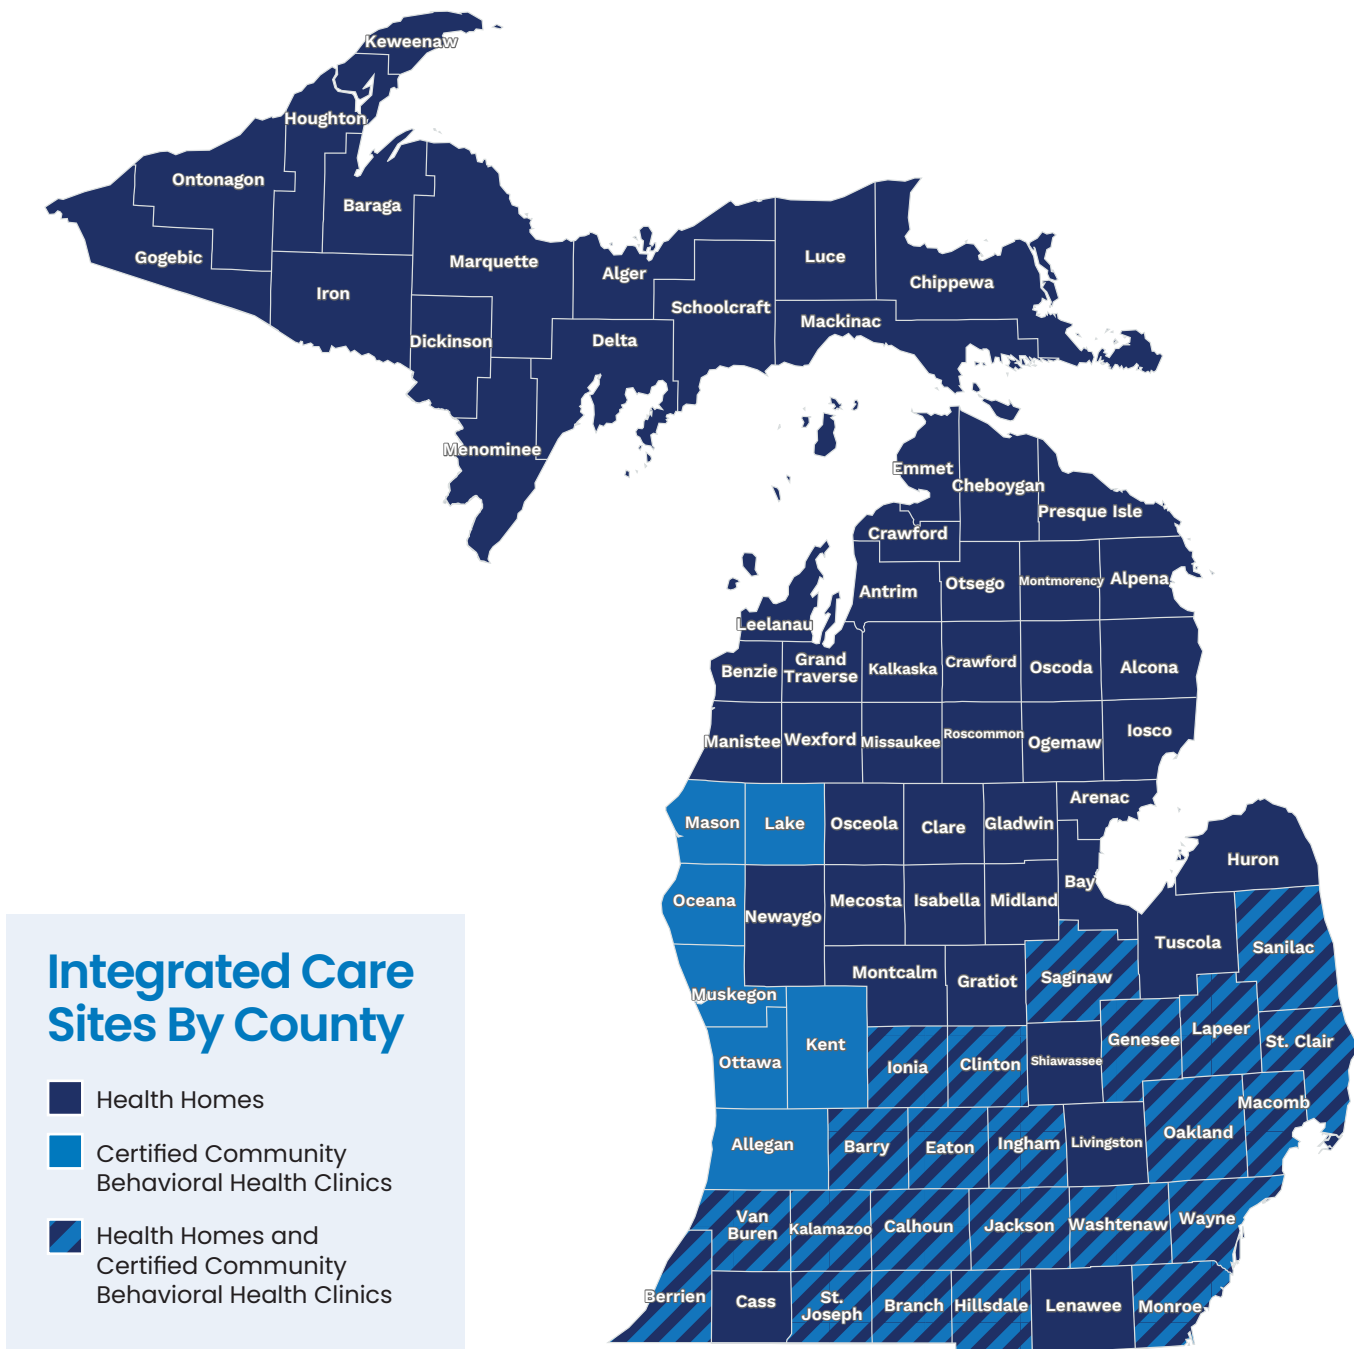 Keweenaw
Houghton
Ontonagon
Baraga
Gogebic
Marquette
Iron
Alger
Luce
Chippewa
Schoolcraft
Mackinac
Dickinson
Delta
Menominee
Emmet
Cheboygan
Presque Isle
Crawford
Antrim
Otsego
Montmorency
Alpena
Leelanau
Benzie
Grand
Traverse
Kalkaska
Crawford
Oscoda
Alcona
Manistee
Wexford
Missaukee
Roscommon
Ogemaw
Iosco
Arenac
Mason
Lake
Osceola
Clare
Gladwin
Huron
Bay
Oceana
Newaygo
Mecosta
Isabella
Midland
Tuscola
Sanilac
Montcalm
Gratiot
Saginaw
Muskegon
Ottawa
Kent
Ionia
Clinton
Shiawassee
Genesee
Lapeer
St. Clair
Macomb
Allegan
Barry
Eaton
Ingham
Livingston
Oakland
Van
Buren
Kalamazoo
Calhoun
Jackson
Washtenaw
Wayne
Berrien
Cass
St.
Joseph
Branch
Hillsdale
Lenawee
Monroe
Integrated Care
Sites By County
Health Homes
Certified Community
Behavioral Health Clinics
Health Homes and
Certified Community
Behavioral Health Clinics